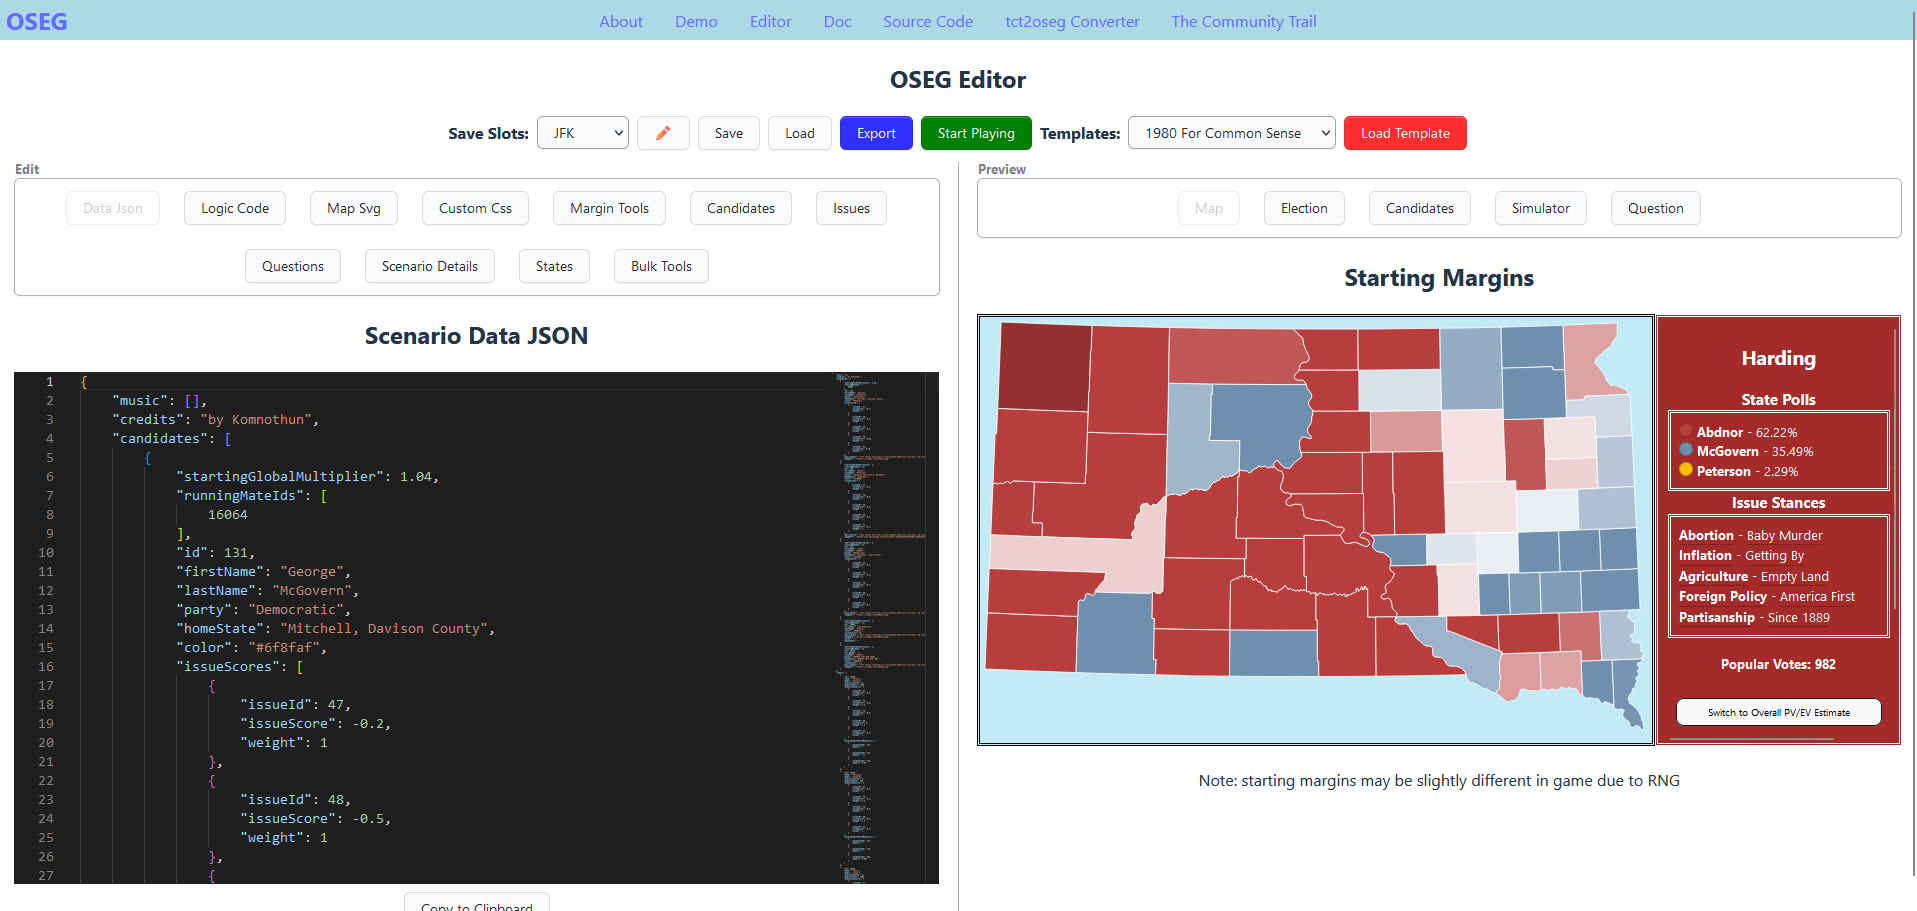 OSEG
About Demo Editor Doc Source Code tct2oseg Converter The Community Trail
OSEG Editor
Save Slots: JFK Save Load Export Start Playing Templates: 1980 For Common Sense Load Template
Edit
Data Json Logic Code Map Svg Custom Css Margin Tools Candidates Issues
Questions Scenario Details States Bulk Tools
Scenario Data JSON
1 {
2 "music": [],
3 "credits": "by Komnothun",
4 "candidates": [
5 {
6 "startingGlobalMultiplier": 1.04,
7 "runningMateIds": [
8 16064
9 ],
10 "id": 131,
11 "firstName": "George",
12 "lastName": "McGovern",
13 "party": "Democratic",
14 "homeState": "Mitchell, Davison County",
15 "color": "#6f8faf",
16 "issueScores": [
17 {
18 "issueId": 47,
19 "issueScore": -0.2,
20 "weight": 1
21 },
22 {
23 "issueId": 48,
24 "issueScore": -0.5,
25 "weight": 1
26 },
27 {
Copy to Clipboard
Preview
Map Election Candidates Simulator Question
Starting Margins
Harding
State Polls
Abdnor - 62.22%
McGovern - 35.49%
Peterson - 2.29%
Issue Stances
Abortion - Baby Murder
Inflation - Getting By
Agriculture - Empty Land
Foreign Policy - America First
Partisanship - Since 1889
Popular Votes: 982
Switch to Overall PV/EV Estimate
Note: starting margins may be slightly different in game due to RNG